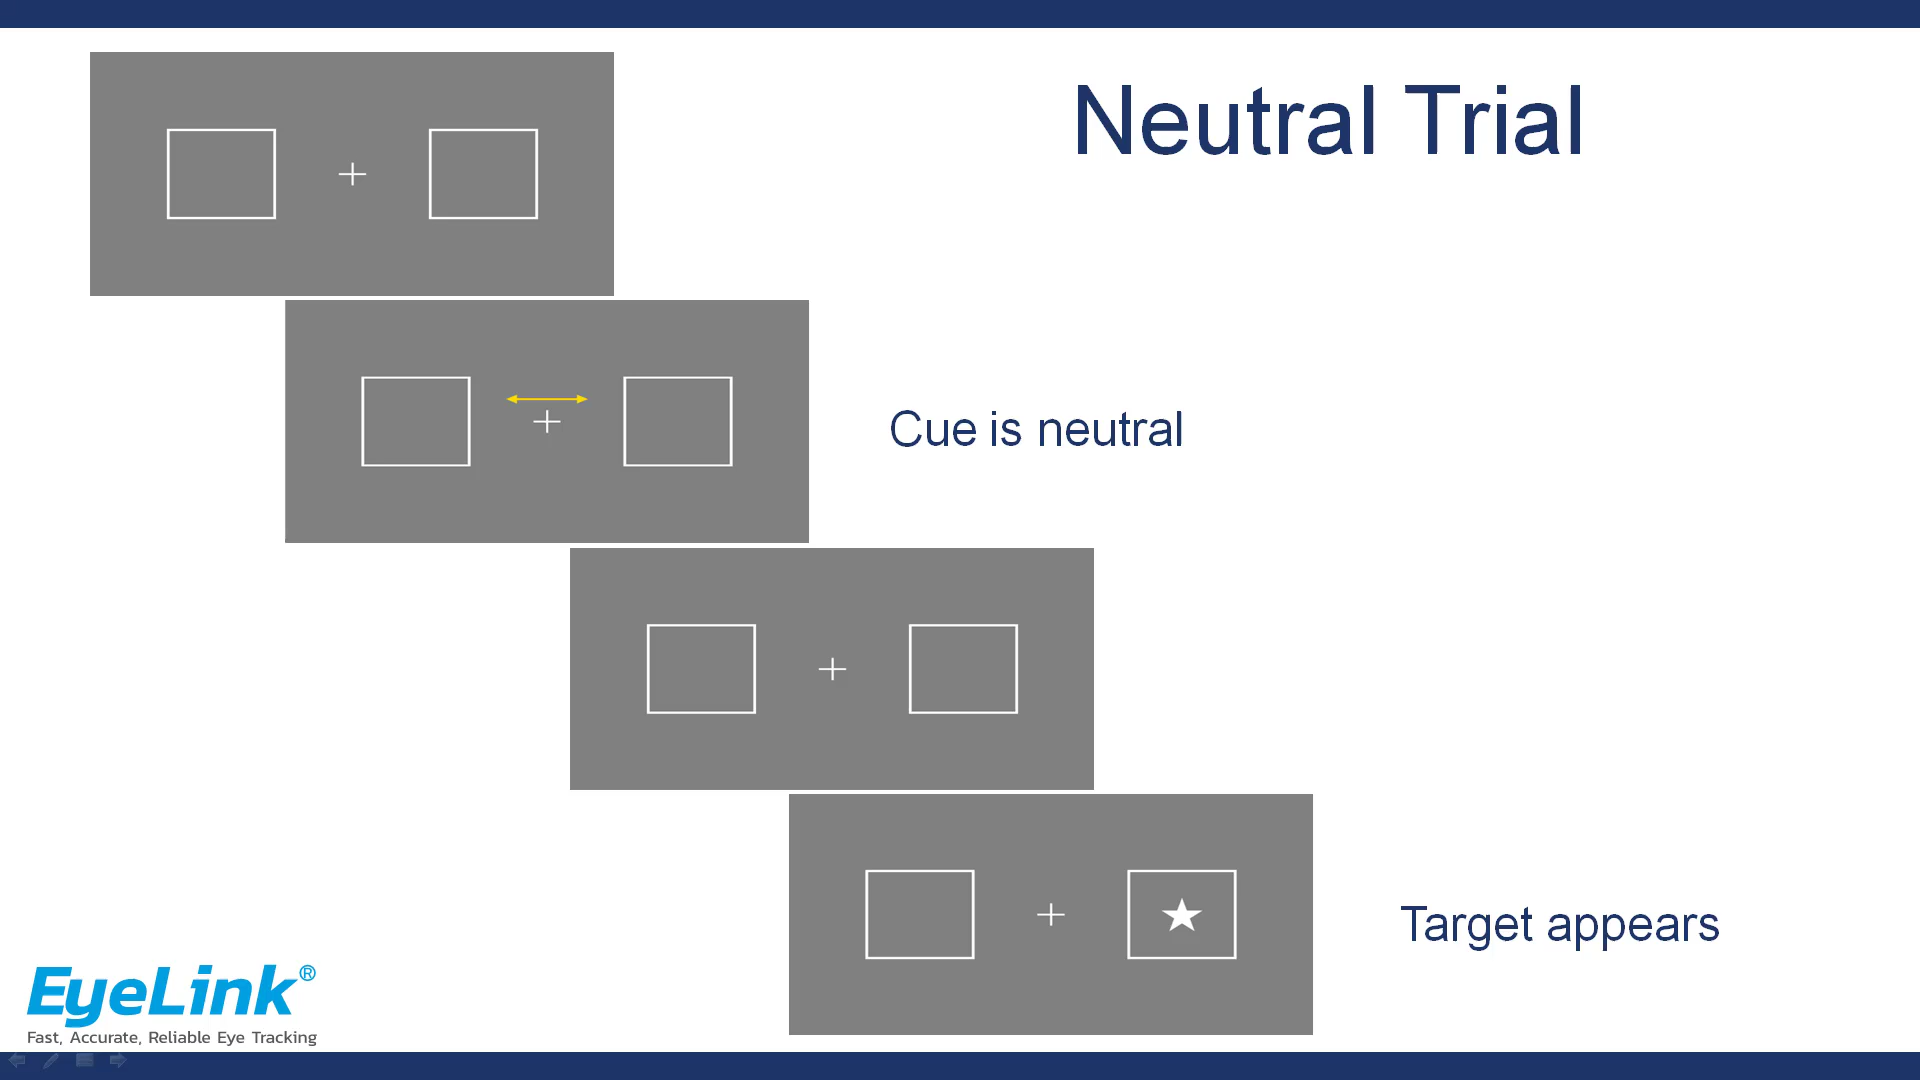 Neutral Trial
Cue is neutral
Target appears
EyeLink®
Fast, Accurate, Reliable Eye Tracking